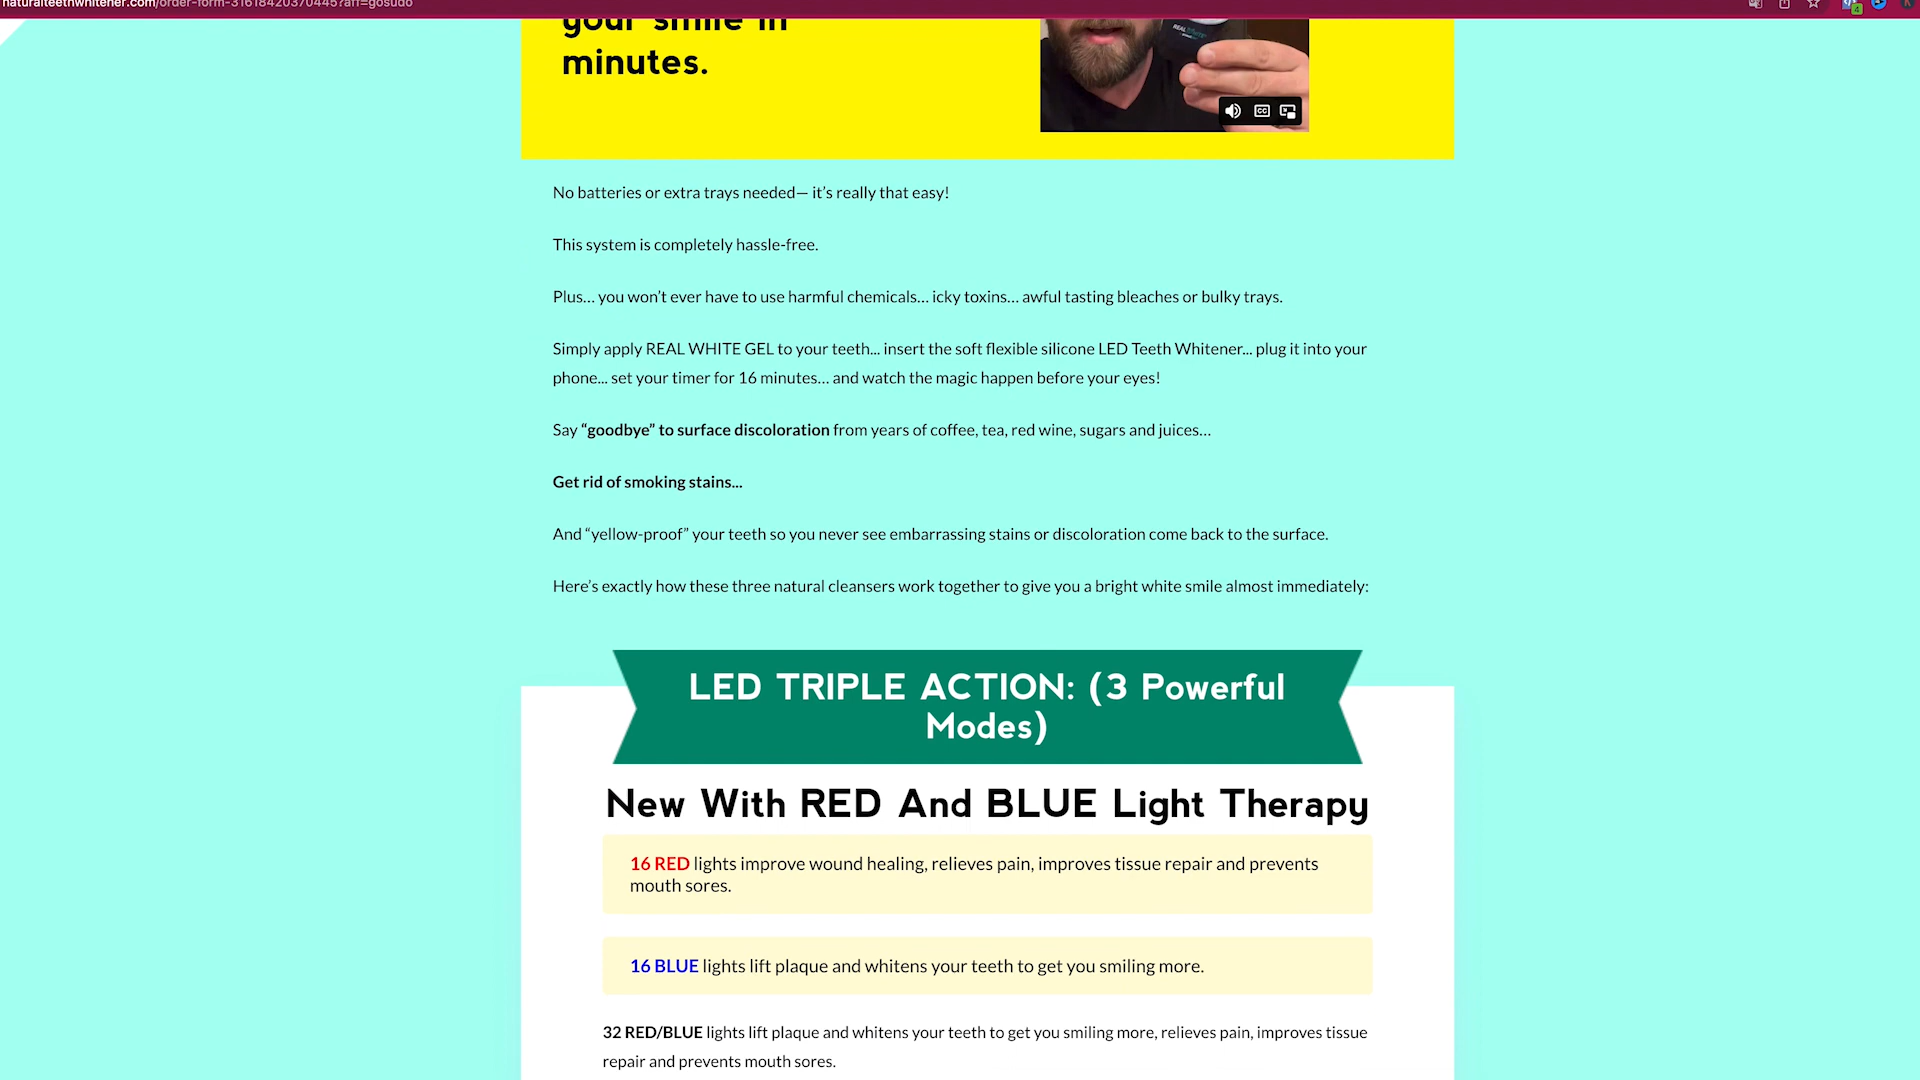 naturalteethwhitener.com/order-form-31618420370445?aff=gosudo
your smile in
minutes.
REAL WHITE
CC
No batteries or extra trays needed— it’s really that easy!
This system is completely hassle-free.
Plus… you won’t ever have to use harmful chemicals… icky toxins… awful tasting bleaches or bulky trays.
Simply apply REAL WHITE GEL to your teeth... insert the soft flexible silicone LED Teeth Whitener... plug it into your
phone... set your timer for 16 minutes… and watch the magic happen before your eyes!
Say “goodbye” to surface discoloration from years of coffee, tea, red wine, sugars and juices…
Get rid of smoking stains...
And “yellow-proof” your teeth so you never see embarrassing stains or discoloration come back to the surface.
Here’s exactly how these three natural cleansers work together to give you a bright white smile almost immediately:
LED TRIPLE ACTION: (3 Powerful
Modes)
New With RED And BLUE Light Therapy
16 RED lights improve wound healing, relieves pain, improves tissue repair and prevents
mouth sores.
16 BLUE lights lift plaque and whitens your teeth to get you smiling more.
32 RED/BLUE lights lift plaque and whitens your teeth to get you smiling more, relieves pain, improves tissue
repair and prevents mouth sores.